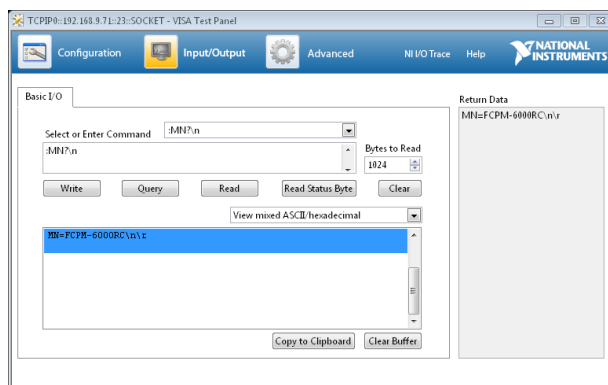 TCPIP0::192.168.9.71::23::SOCKET - VISA Test Panel
Configuration Input/Output Advanced NI I/O Trace Help NATIONAL INSTRUMENTS
Basic I/O
Return Data
Select or Enter Command :MN?\n
MN=FCPM-6000RC\n\r
:MN?\n
Bytes to Read
1024
Write Query Read Read Status Byte Clear
View mixed ASCII/hexadecimal
MN=FCPM-6000RC\n\r
Copy to Clipboard Clear Buffer